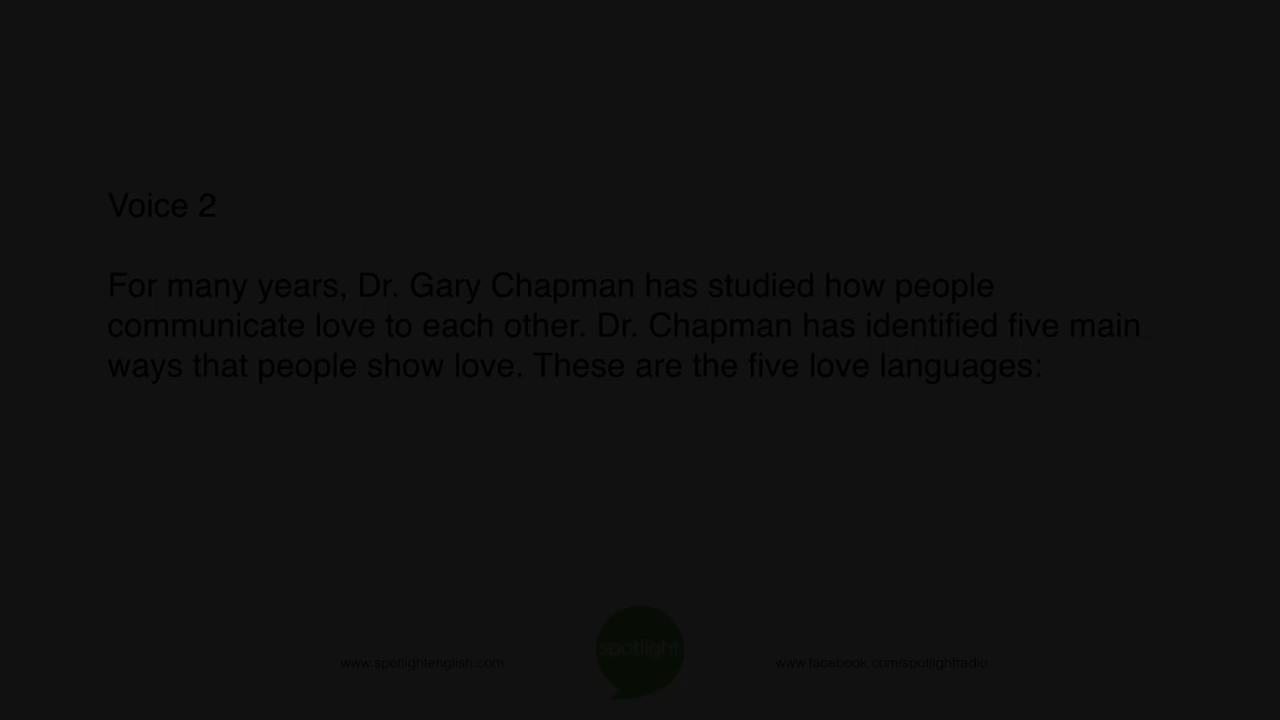 Voice 2
For many years, Dr. Gary Chapman has studied how people
communicate love to each other. Dr. Chapman has identified five main
ways that people show love. These are the five love languages:
spotlight
www.spotlightenglish.com
www.facebook.com/spotlightradio